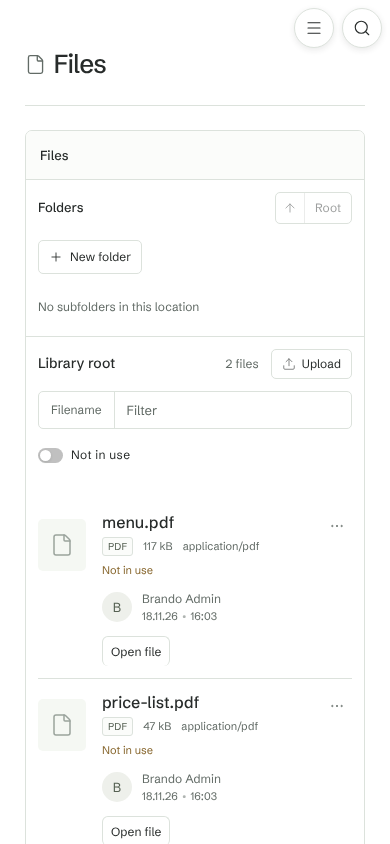 Files
Files
Folders
Root
New folder
No subfolders in this location
Library root
2 files
Upload
Filename
Filter
Not in use
menu.pdf
PDF 117 kB application/pdf
Not in use
B
Brando Admin
18.11.26 • 16:03
Open file
price-list.pdf
PDF 47 kB application/pdf
Not in use
B
Brando Admin
18.11.26 • 16:03
Open file